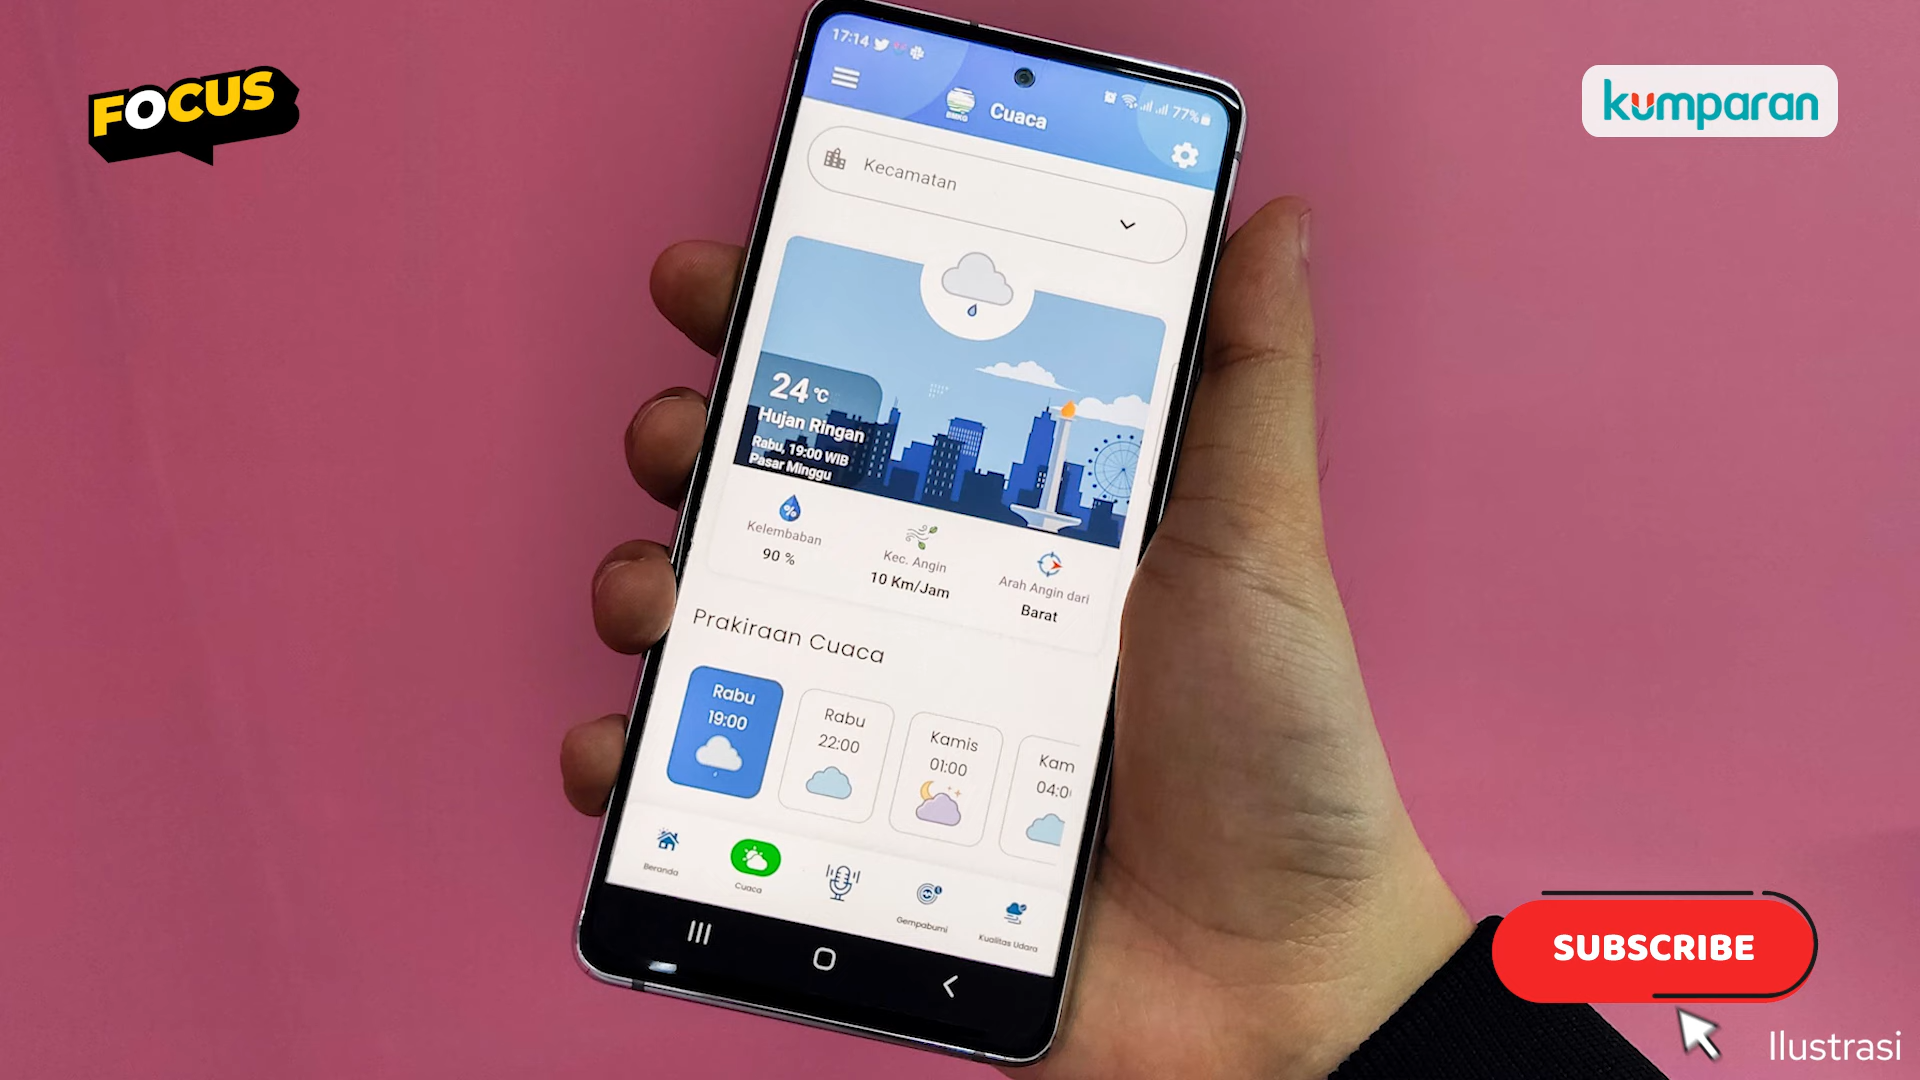 FOCUS
kumparan
17:14
77%
Cuaca
BMKG
Kecamatan
24 °C
Hujan Ringan
Rabu, 19:00 WIB
Pasar Minggu
%
Kelembaban
90 %
Kec. Angin
10 Km/Jam
Arah Angin dari
Barat
Prakiraan Cuaca
Rabu
19:00
Rabu
22:00
Kamis
01:00
Kam
04:0
Beranda
Cuaca
Gempabumi
Kualitas Udara
SUBSCRIBE
Ilustrasi